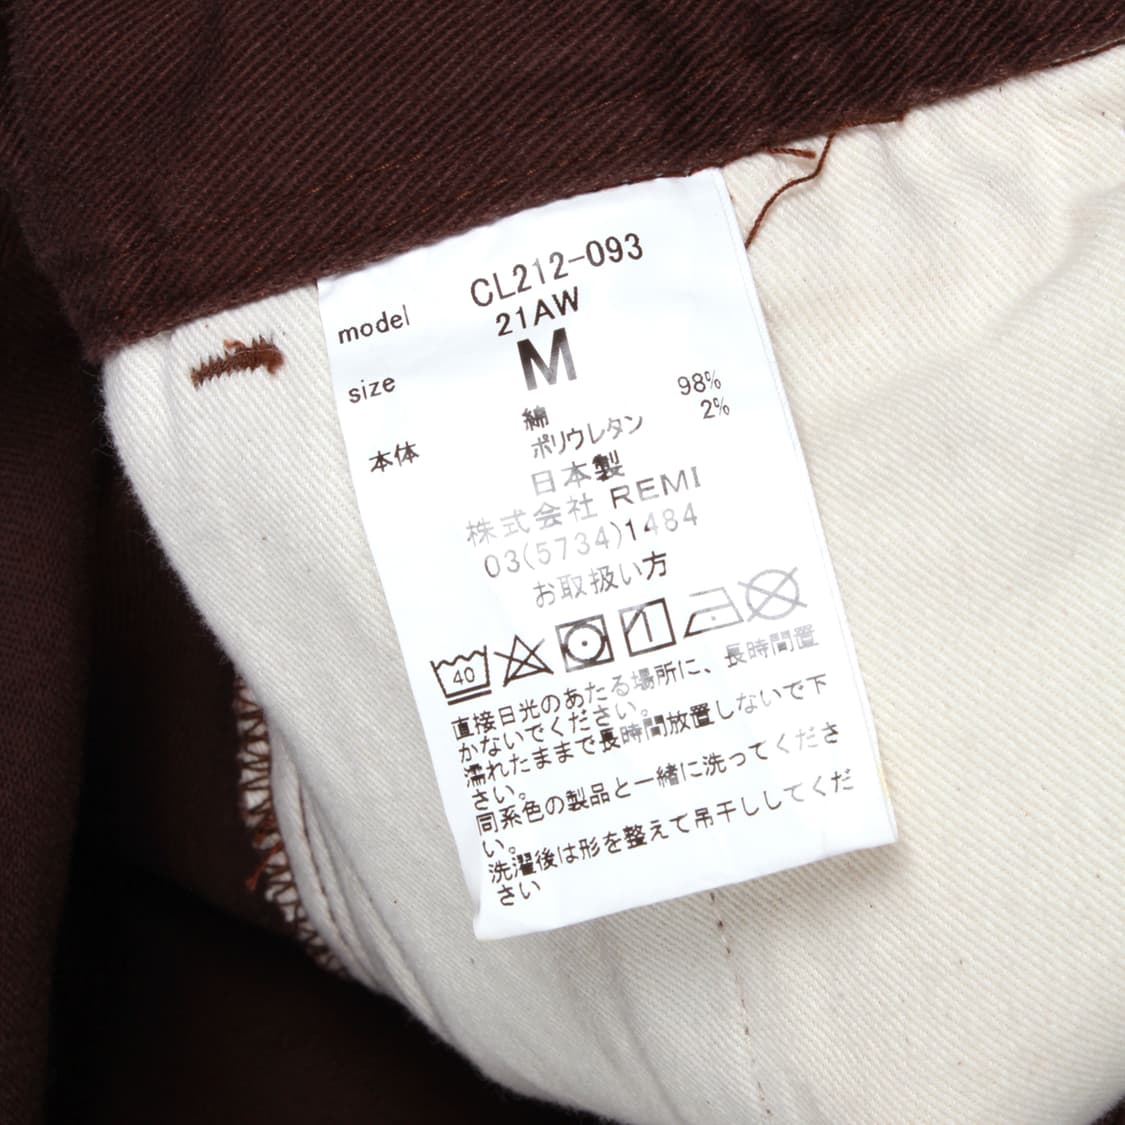 model CL212-093
21AW
size M
綿 98%
本体 ポリウレタン 2%
日本製
株式会社 REMI
03(5734)1484
お取扱い方
40
直接日光のあたる場所に、長時間置
かないでください。
濡れたままで長時間放置しないで下
さい。
同系色の製品と一緒に洗ってくださ
い。
洗濯後は形を整えて吊干ししてくだ
さい